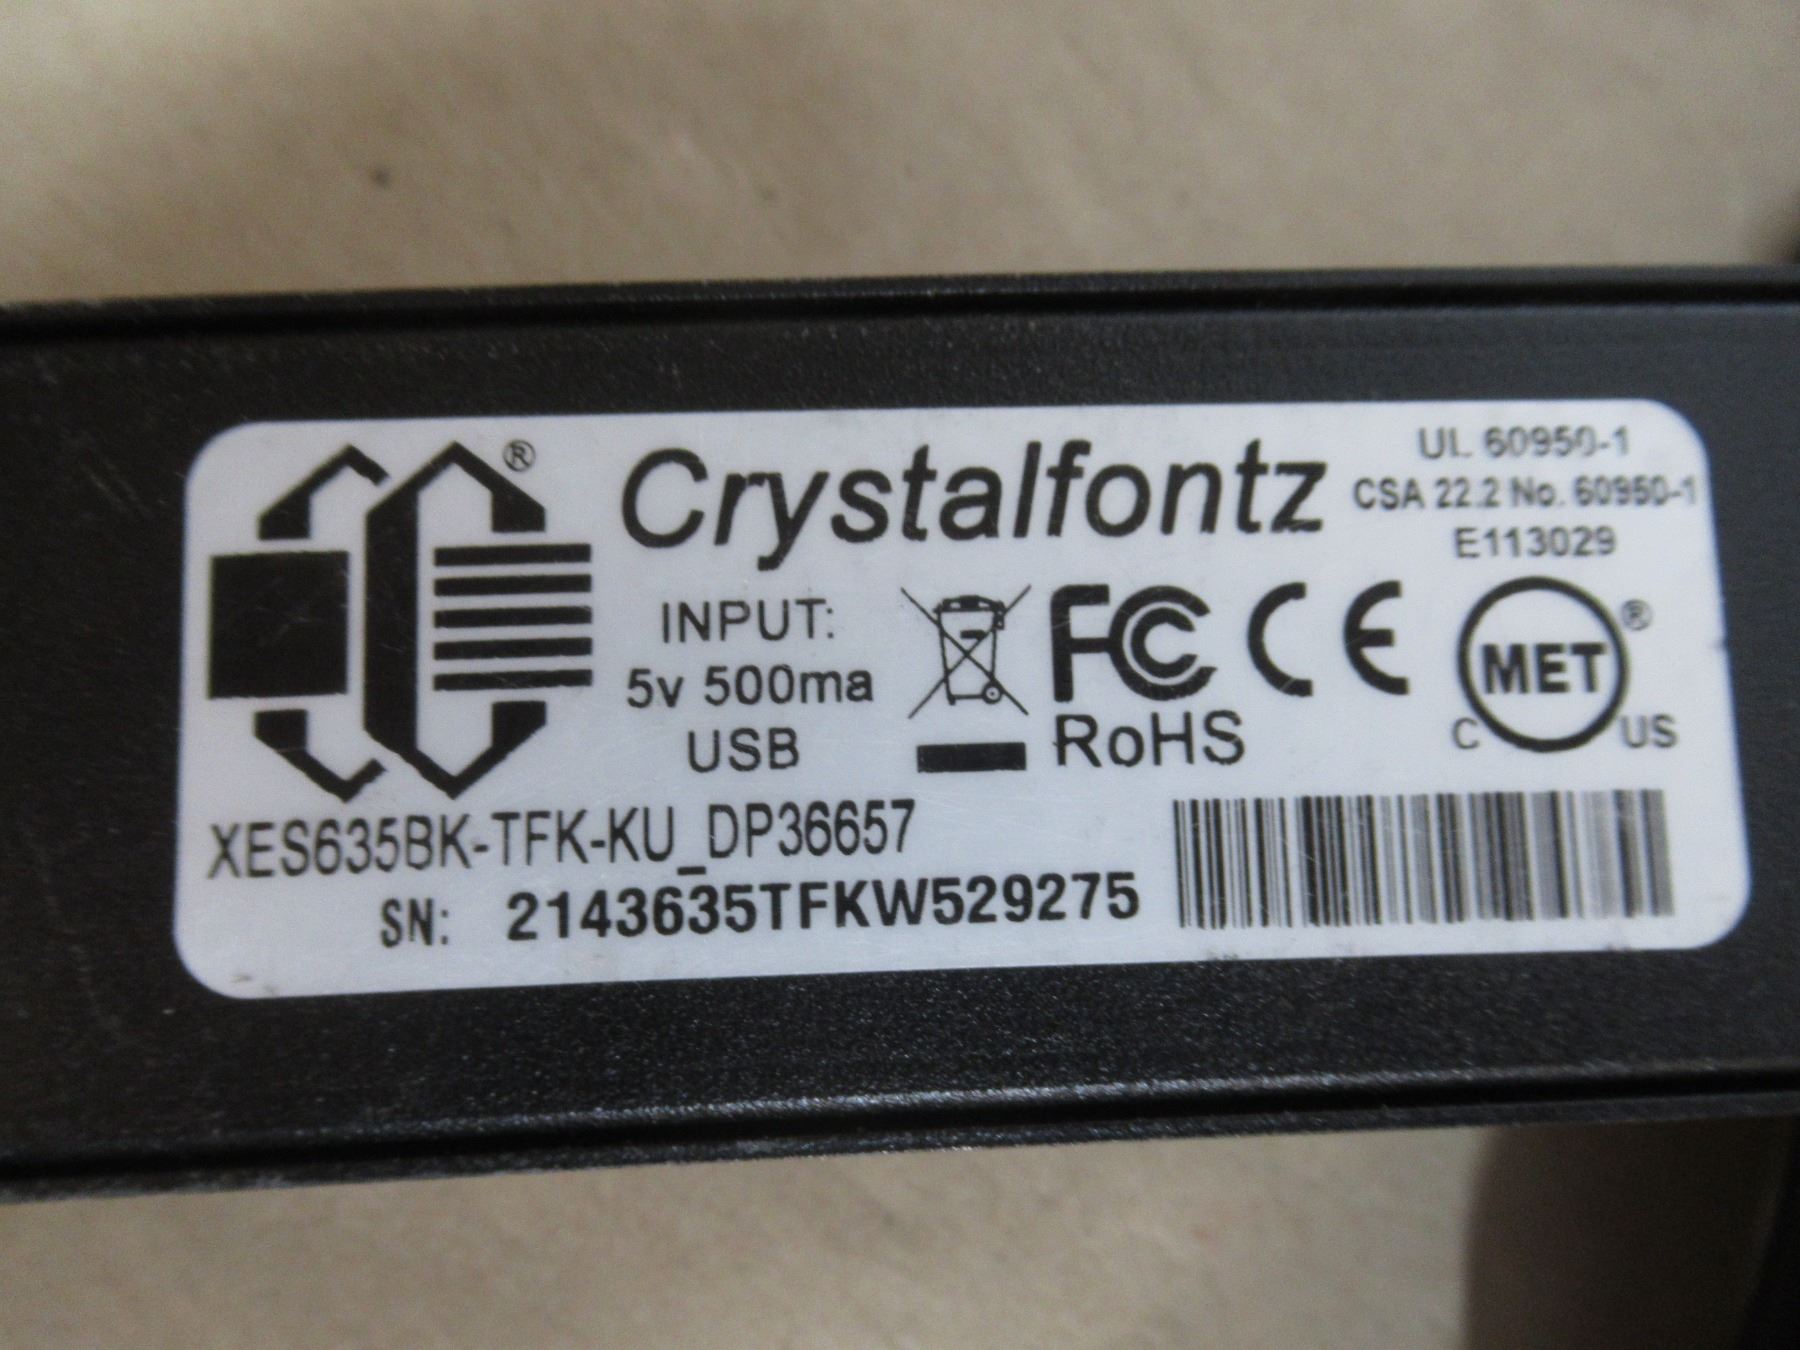 Crystalfontz
®
UL 60950-1
CSA 22.2 No. 60950-1
E113029
INPUT:
5v 500ma
USB
FC CE
RoHS
MET ®
C US
XES635BK-TFK-KU_DP36657
SN: 2143635TFKW529275